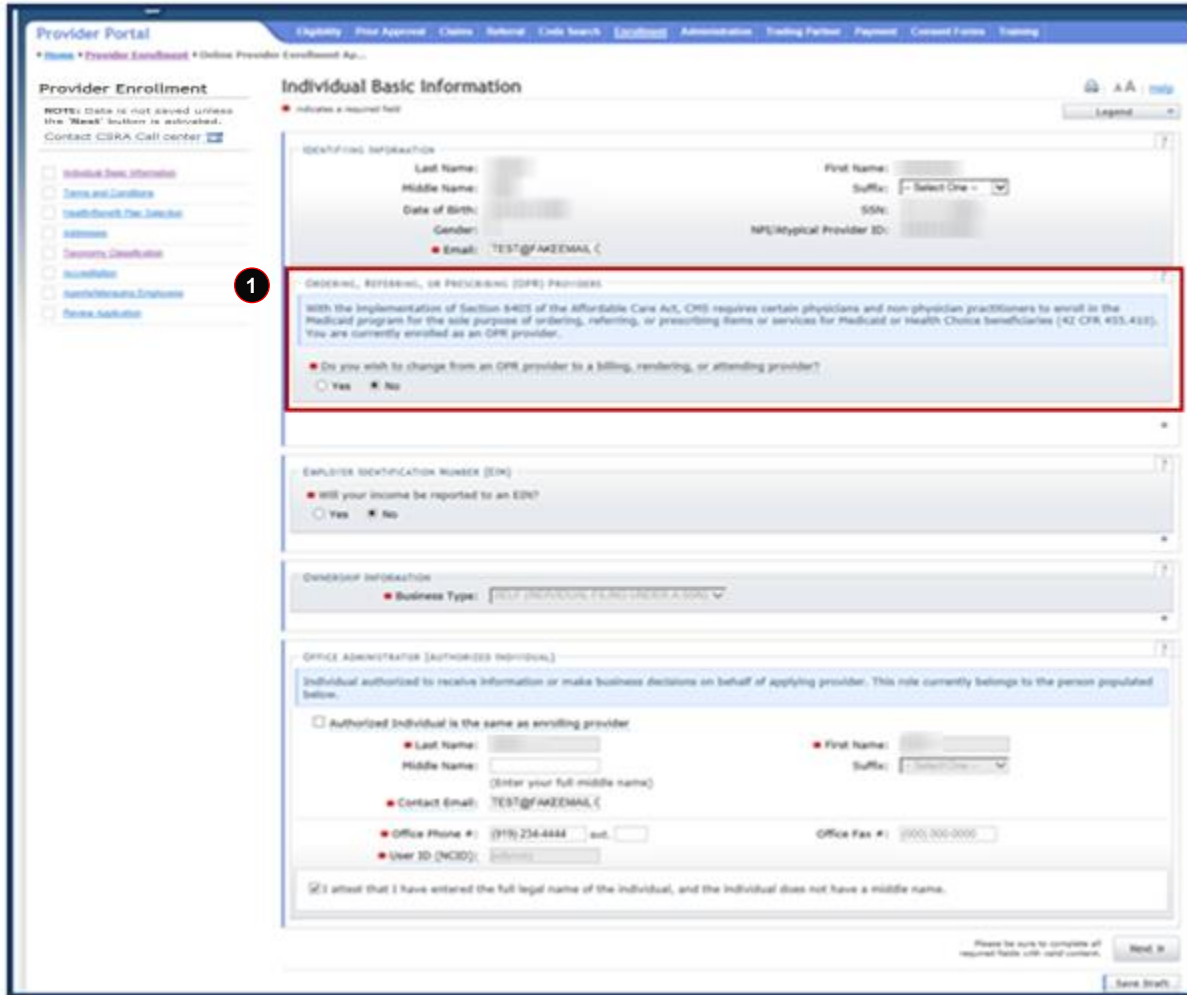 Provider Portal
Eligibility Prior Approval Claims Referral Code Search Enrollment Administration Trading Partner Payment Consent Forms Training
Home Provider Enrollment Online Provider Enrollment Ap...
Provider Enrollment
NOTE: Data is not saved unless
the "Next" button is activated.
Contact CSRA Call center
Individual Basic Information
Terms and Conditions
Health/Benefit Plan Selection
Addresses
Taxonomy Classification
Accreditation
Agents/Managing Employees
Review Application
Individual Basic Information
A A Help
indicates a required field
Legend
IDENTIFYING INFORMATION
?
Last Name:
First Name:
Middle Name:
Suffix: -- Select One --
Date of Birth:
SSN:
Gender:
NPI/Atypical Provider ID:
Email: TEST@FAKEEMAIL.C
1
ORDERING, REFERRING, OR PRESCRIBING (OPR) PROVIDERS
?
With the implementation of Section 6405 of the Affordable Care Act, CMS requires certain physicians and non-physician practitioners to enroll in the
Medicaid program for the sole purpose of ordering, referring, or prescribing items or services for Medicaid or Health Choice beneficiaries (42 CFR 455.410).
You are currently enrolled as an OPR provider.
Do you wish to change from an OPR provider to a billing, rendering, or attending provider?
Yes No
EMPLOYER IDENTIFICATION NUMBER (EIN)
?
Will your income be reported to an EIN?
Yes No
OWNERSHIP INFORMATION
?
Business Type: SELF (INDIVIDUAL FILING UNDER A SSN)
OFFICE ADMINISTRATOR (AUTHORIZED INDIVIDUAL)
?
Individual authorized to receive information or make business decisions on behalf of applying provider. This role currently belongs to the person populated
below.
Authorized Individual is the same as enrolling provider
Last Name:
First Name:
Middle Name:
Suffix: -- Select One --
(Enter your full middle name)
Contact Email: TEST@FAKEEMAIL.C
Office Phone #: (919) 234-4444 ext.
Office Fax #: (000) 000-0000
User ID (NCID):
I attest that I have entered the full legal name of the individual, and the individual does not have a middle name.
Please be sure to complete all
required fields with valid content.
Next »
Save Draft